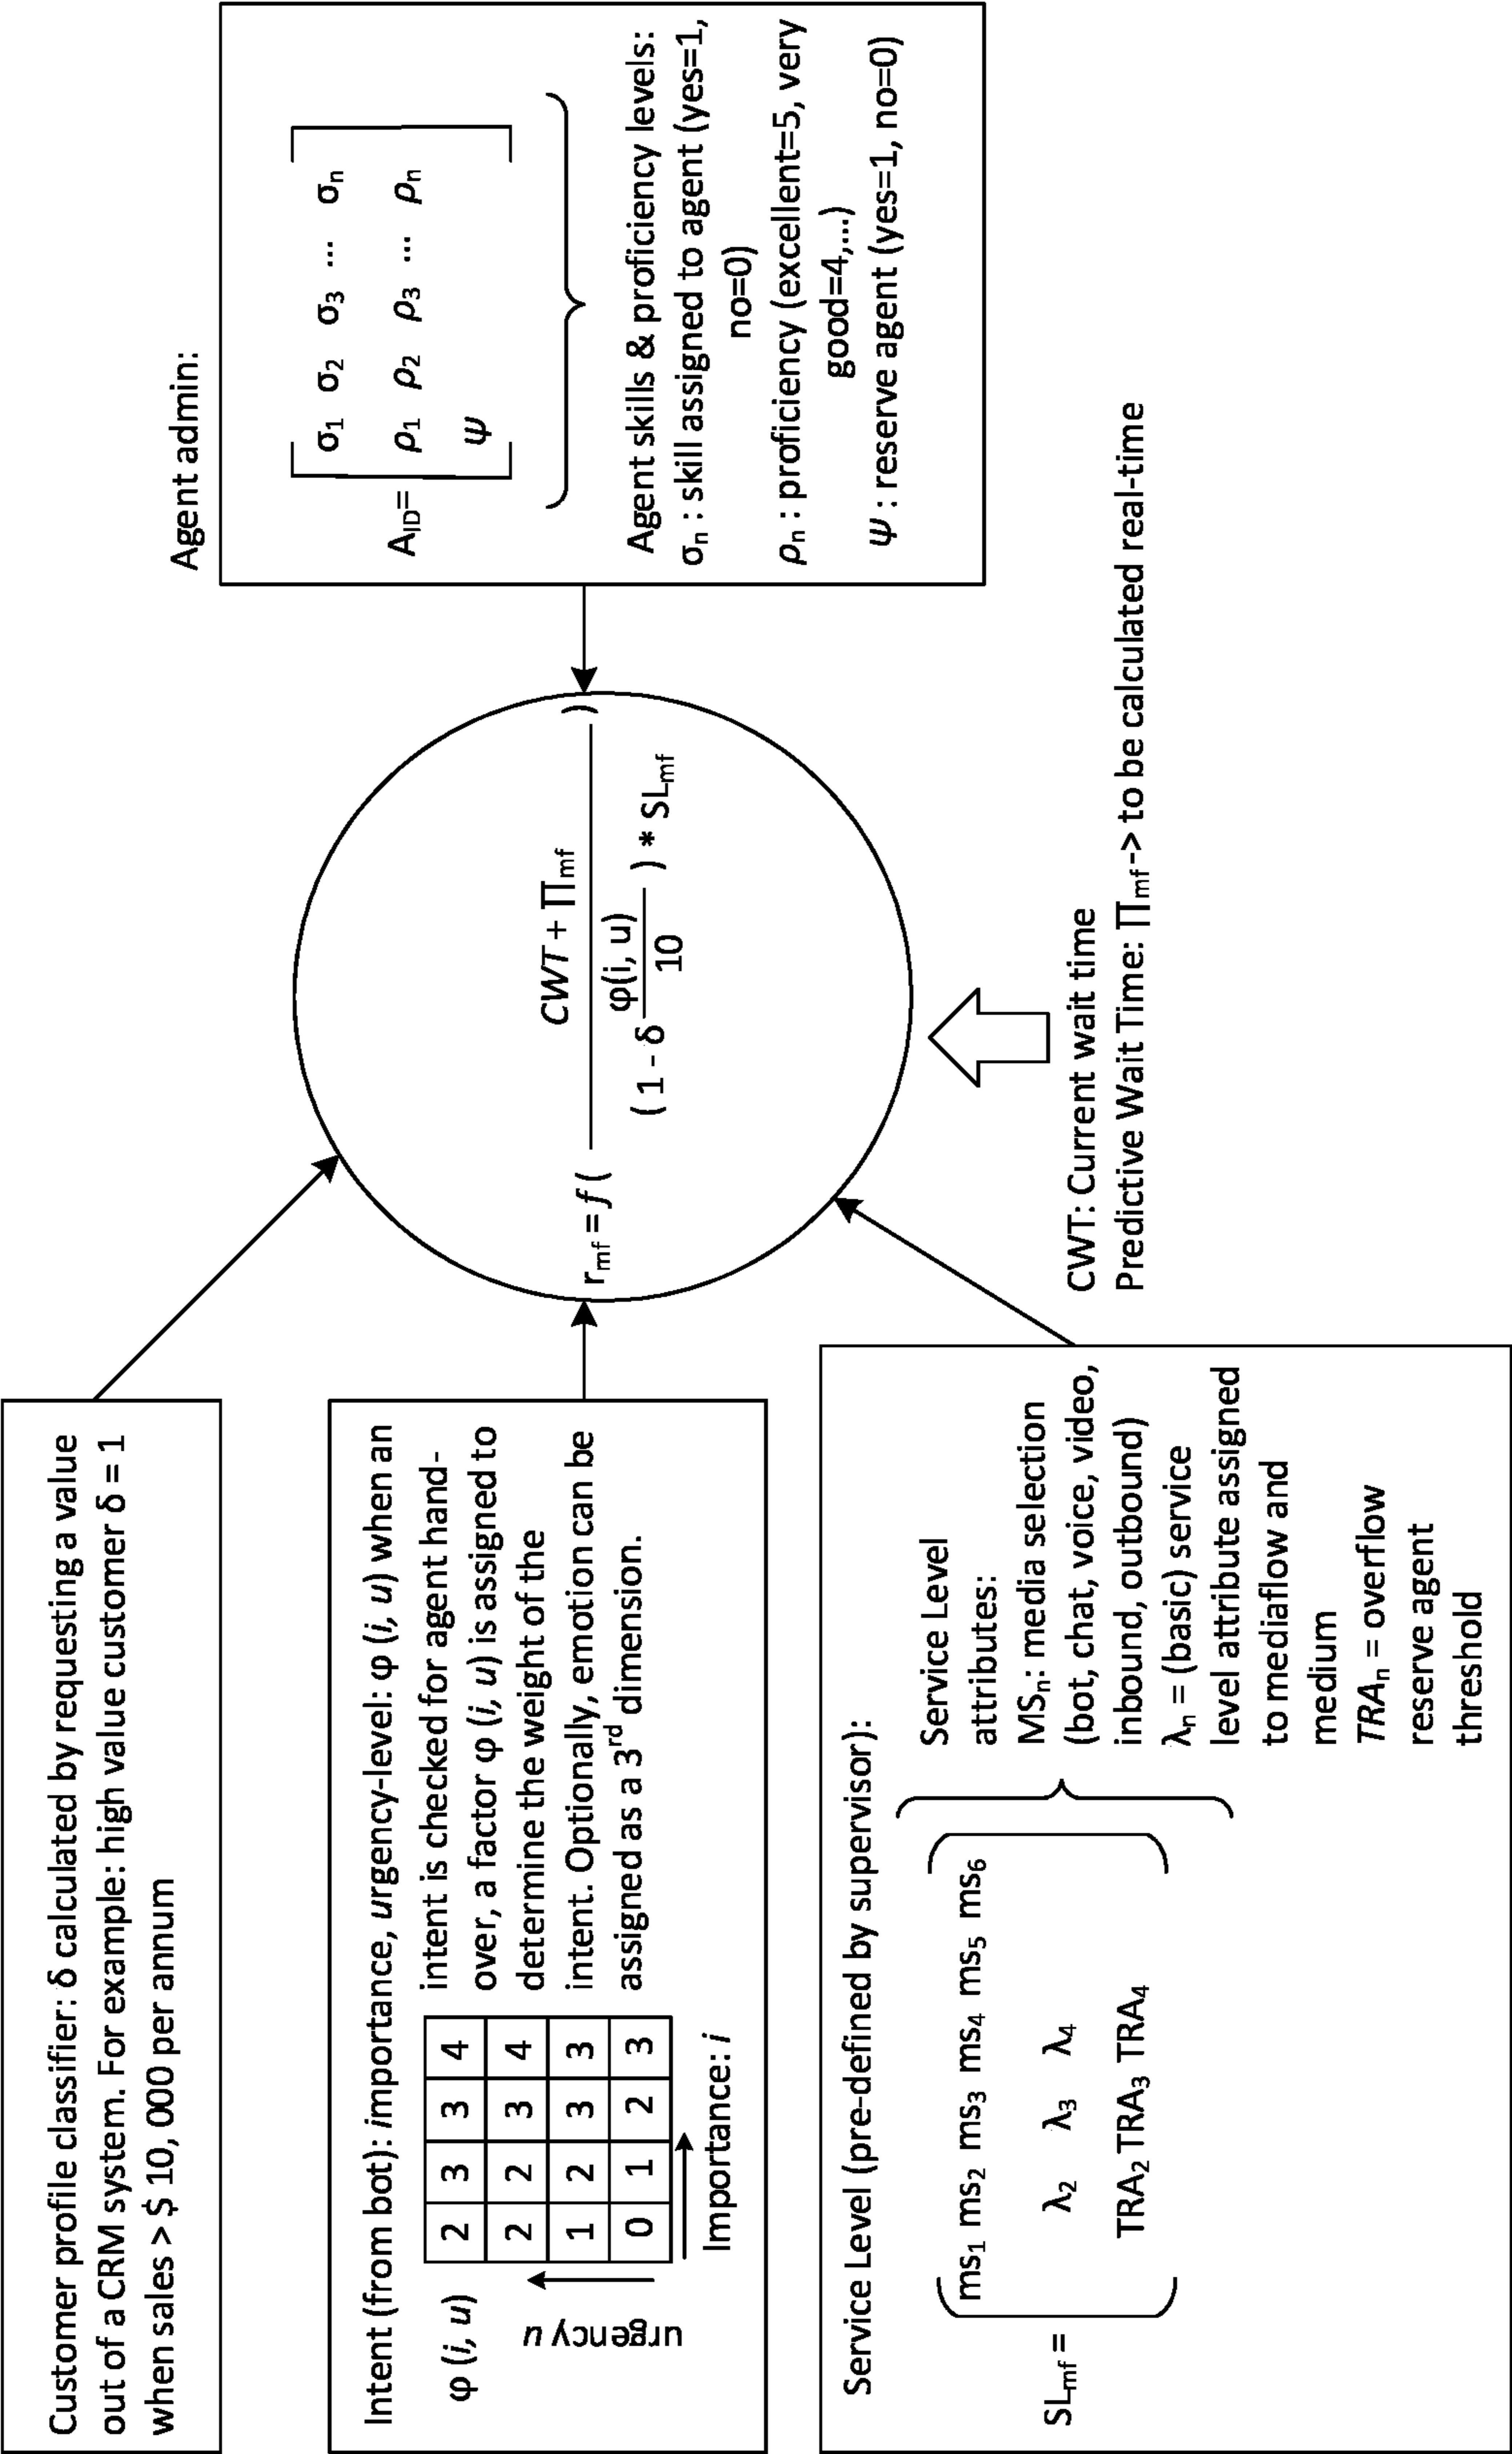 Customer profile classifier: δ calculated by requesting a value
out of a CRM system. For example: high value customer δ = 1
when sales > $ 10, 000 per annum
Intent (from bot): importance, urgency-level: φ (i, u) when an
intent is checked for agent hand-
over, a factor φ (i, u) is assigned to
determine the weight of the
intent. Optionally, emotion can be
assigned as a 3rd dimension.
φ (i, u)
urgency u
2 3 3 4
2 2 3 4
1 2 3 3
0 1 2 3
Importance: i
Service Level (pre-defined by supervisor):
SLmf =
ms1 ms2 ms3 ms4 ms5 ms6
λ2 λ3 λ4
TRA2 TRA3 TRA4
Service Level
attributes:
MSn: media selection
(bot, chat, voice, video,
inbound, outbound)
λn = (basic) service
level attribute assigned
to mediaflow and
medium
TRAn = overflow
reserve agent
threshold
rmf = f (
CWT + ∏mf
)
(1 - δ φ(i, u) / 10 ) * SLmf
CWT: Current wait time
Predictive Wait Time: ∏mf -> to be calculated real-time
Agent admin:
AID=
σ1 σ2 σ3 ... σn
ρ1 ρ2 ρ3 ... ρn
ψ
Agent skills & proficiency levels:
σn : skill assigned to agent (yes=1,
no=0)
ρn : proficiency (excellent=5, very
good=4,...)
ψ : reserve agent (yes=1, no=0)